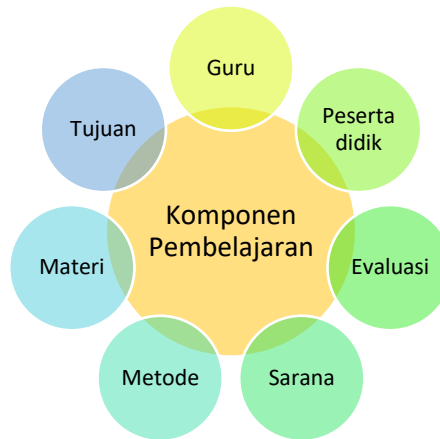 Guru
Peserta
didik
Evaluasi
Sarana
Metode
Materi
Tujuan
Komponen
Pembelajaran